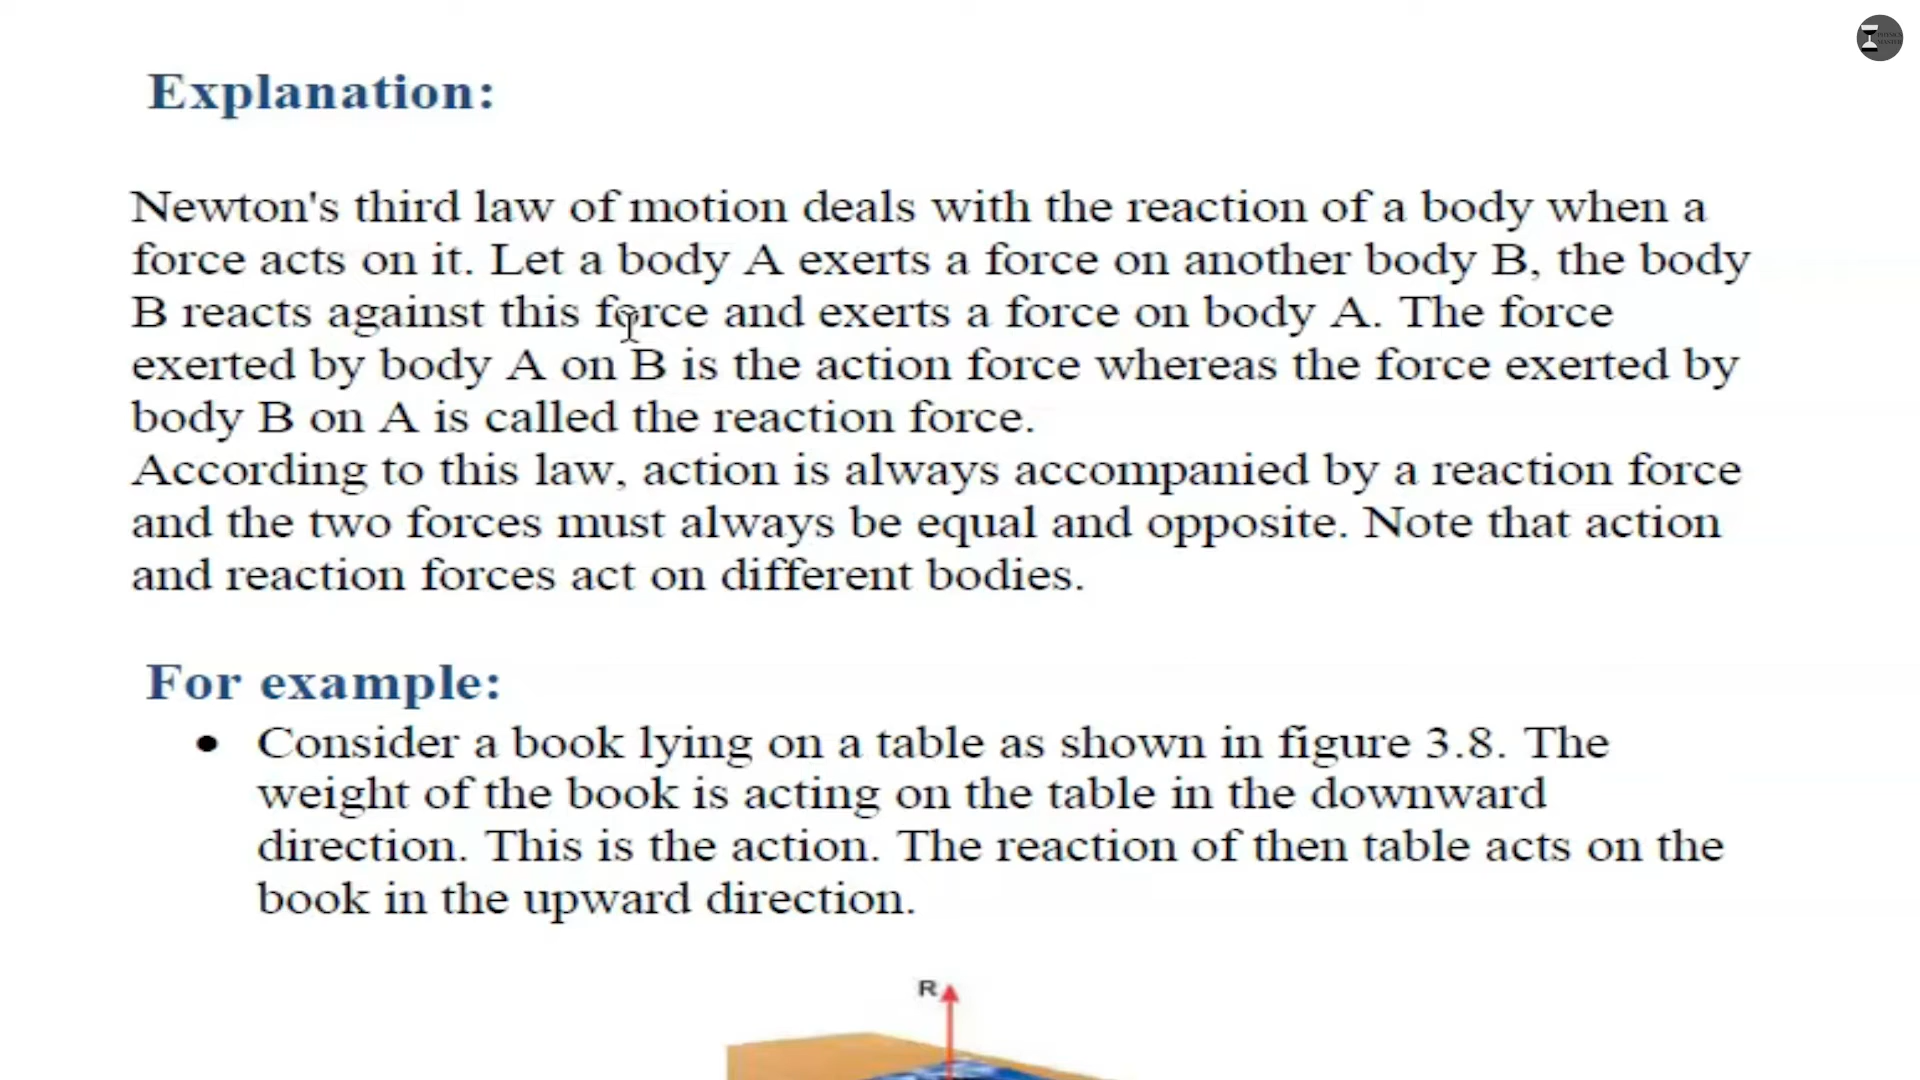 Explanation:
Newton's third law of motion deals with the reaction of a body when a
force acts on it. Let a body A exerts a force on another body B, the body
B reacts against this force and exerts a force on body A. The force
exerted by body A on B is the action force whereas the force exerted by
body B on A is called the reaction force.
According to this law, action is always accompanied by a reaction force
and the two forces must always be equal and opposite. Note that action
and reaction forces act on different bodies.
For example:
• Consider a book lying on a table as shown in figure 3.8. The
weight of the book is acting on the table in the downward
direction. This is the action. The reaction of then table acts on the
book in the upward direction.
R